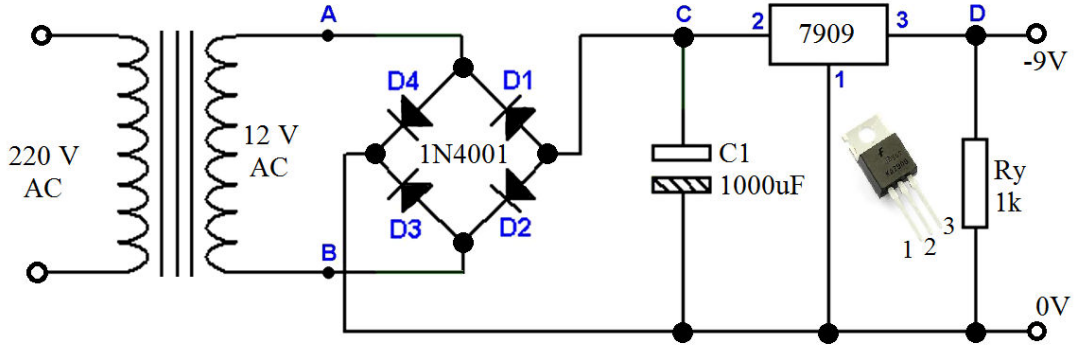 A
C
2
7909
3
D
-9V
1
D4
D1
220 V
AC
12 V
AC
1N4001
C1
1000uF
Ry
1k
D3
D2
1
2
3
B
0V